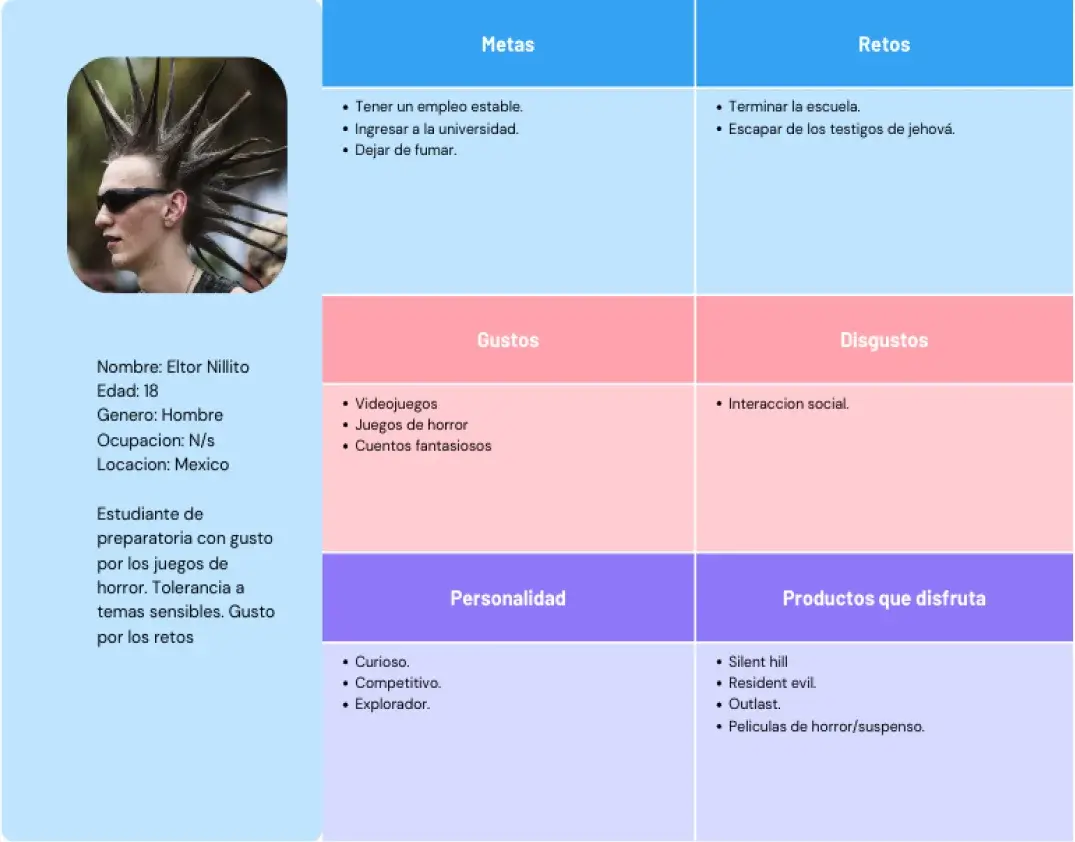 Nombre: Eltor Nillito
Edad: 18
Genero: Hombre
Ocupacion: N/s
Locacion: Mexico
Estudiante de
preparatoria con gusto
por los juegos de
horror. Tolerancia a
temas sensibles. Gusto
por los retos
Metas
• Tener un empleo estable.
• Ingresar a la universidad.
• Dejar de fumar.
Retos
• Terminar la escuela.
• Escapar de los testigos de jehová.
Gustos
• Videojuegos
• Juegos de horror
• Cuentos fantasiosos
Disgustos
• Interaccion social.
Personalidad
• Curioso.
• Competitivo.
• Explorador.
Productos que disfruta
• Silent hill
• Resident evil.
• Outlast.
• Peliculas de horror/suspenso.